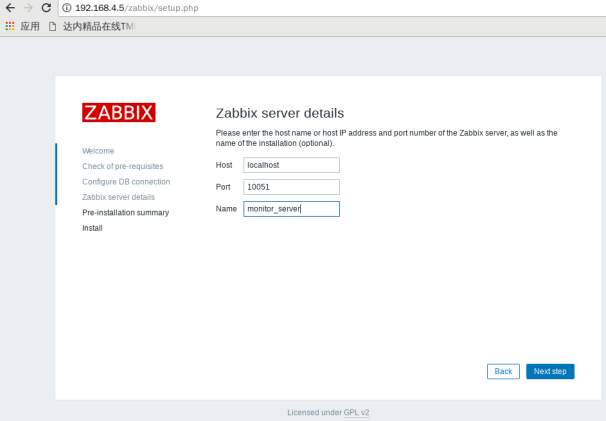 192.168.4.5/zabbix/setup.php
应用 达内精品在线TM
ZABBIX
Welcome
Check of pre-requisites
Configure DB connection
Zabbix server details
Pre-installation summary
Install
Zabbix server details
Please enter the host name or host IP address and port number of the Zabbix server, as well as the
name of the installation (optional).
Host localhost
Port 10051
Name monitor_server
Back Next step
Licensed under GPL v2